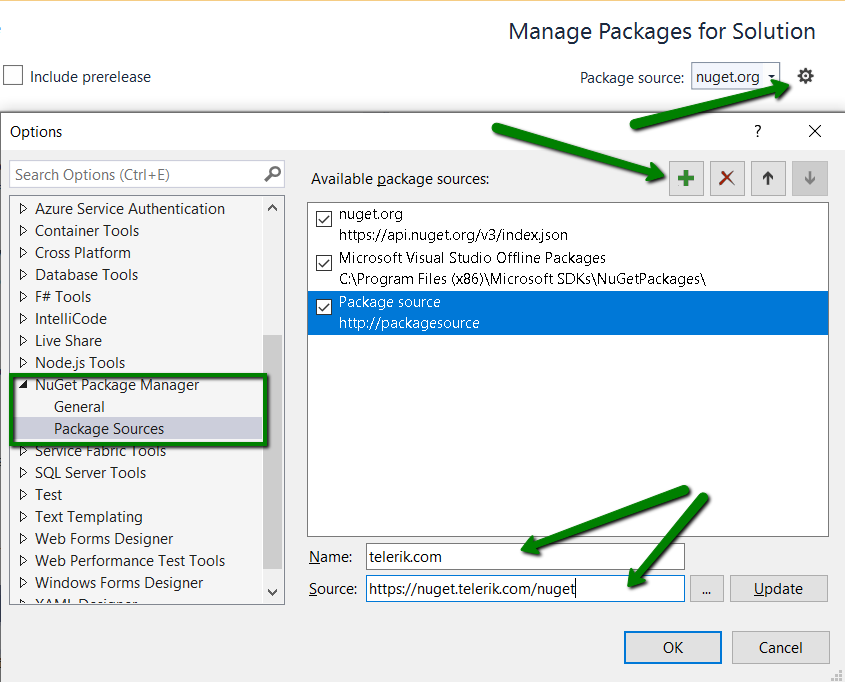 Manage Packages for Solution
Include prerelease
Package source: nuget.org
Options
?
Search Options (Ctrl+E)
Azure Service Authentication
Container Tools
Cross Platform
Database Tools
F# Tools
IntelliCode
Live Share
Node.js Tools
NuGet Package Manager
General
Package Sources
Service Fabric Tools
SQL Server Tools
Test
Text Templating
Web Forms Designer
Web Performance Test Tools
Windows Forms Designer
XAML Designer
Available package sources:
nuget.org
https://api.nuget.org/v3/index.json
Microsoft Visual Studio Offline Packages
C:\Program Files (x86)\Microsoft SDKs\NuGetPackages\
Package source
http://packagesource
Name: telerik.com
Source: https://nuget.telerik.com/nuget ... Update
OK Cancel